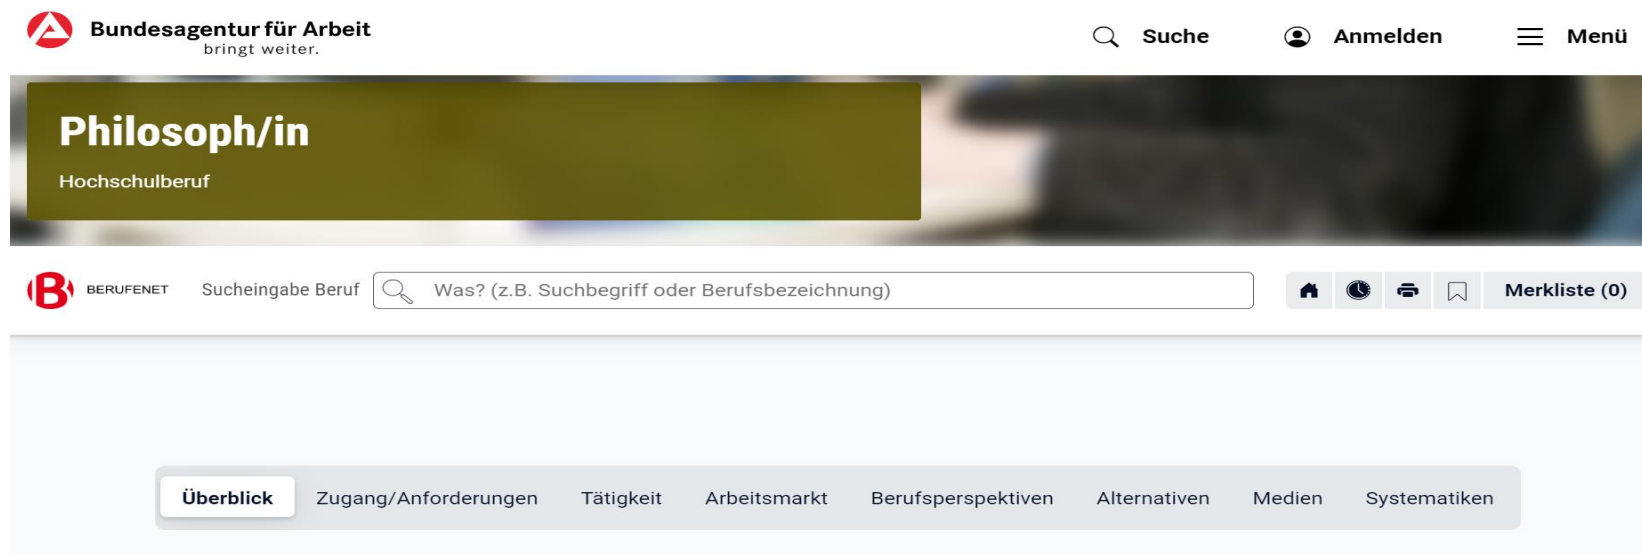 Bundesagentur für Arbeit
bringt weiter.
Suche
Anmelden
Menü
Philosoph/in
Hochschulberuf
B
BERUFENET
Sucheingabe Beruf
Was? (z.B. Suchbegriff oder Berufsbezeichnung)
Merkliste (0)
Überblick
Zugang/Anforderungen
Tätigkeit
Arbeitsmarkt
Berufsperspektiven
Alternativen
Medien
Systematiken